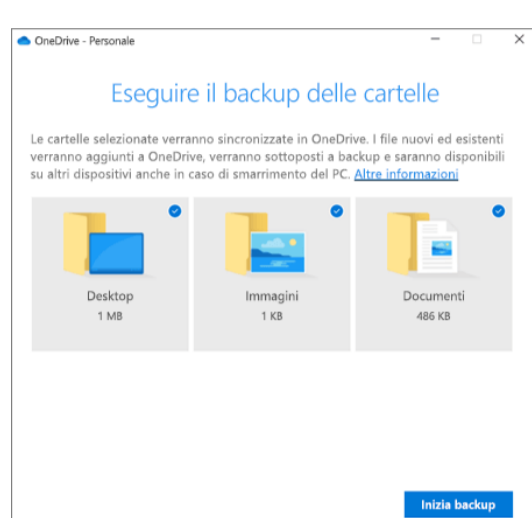 OneDrive - Personale
Eseguire il backup delle cartelle
Le cartelle selezionate verranno sincronizzate in OneDrive. I file nuovi ed esistenti
verranno aggiunti a OneDrive, verranno sottoposti a backup e saranno disponibili
su altri dispositivi anche in caso di smarrimento del PC. Altre informazioni
Desktop
1 MB
Immagini
1 KB
Documenti
486 KB
Inizia backup